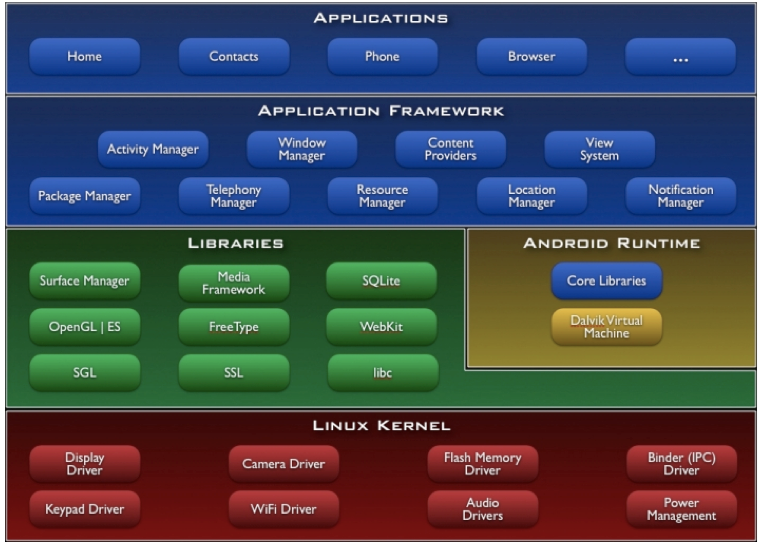 APPLICATIONS
Home
Contacts
Phone
Browser
...
APPLICATION FRAMEWORK
Activity Manager
Window
Manager
Content
Providers
View
System
Package Manager
Telephony
Manager
Resource
Manager
Location
Manager
Notification
Manager
LIBRARIES
Surface Manager
Media
Framework
SQLite
OpenGL | ES
FreeType
WebKit
SGL
SSL
libc
ANDROID RUNTIME
Core Libraries
Dalvik Virtual
Machine
LINUX KERNEL
Display
Driver
Camera Driver
Flash Memory
Driver
Binder (IPC)
Driver
Keypad Driver
WiFi Driver
Audio
Drivers
Power
Management